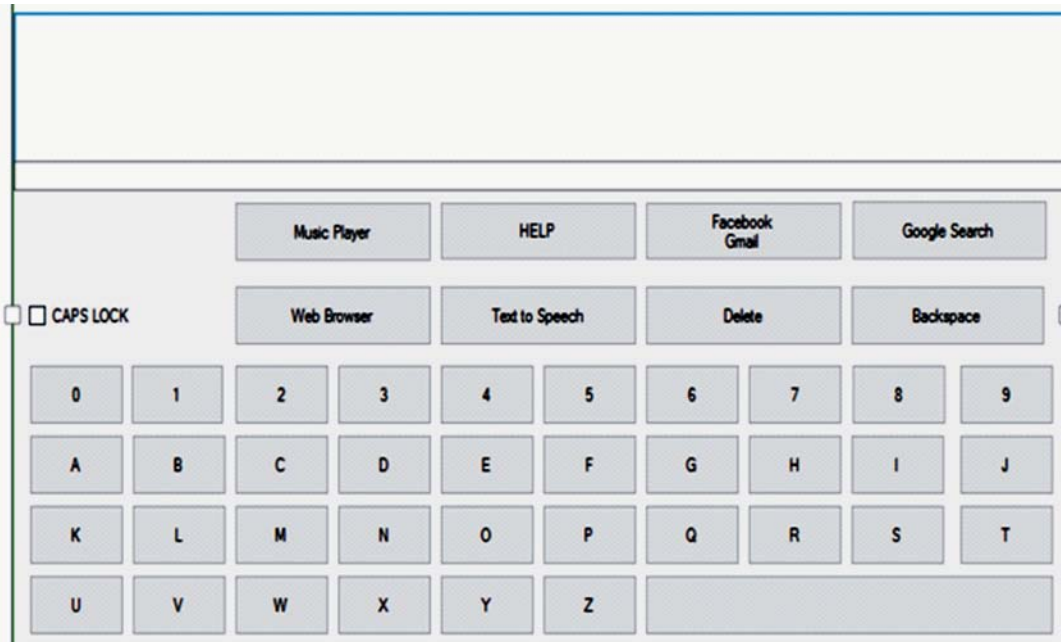 Music Player HELP Facebook Gmail Google Search
CAPS LOCK Web Browser Text to Speech Delete Backspace
0 1 2 3 4 5 6 7 8 9
A B C D E F G H I J
K L M N O P Q R S T
U V W X Y Z